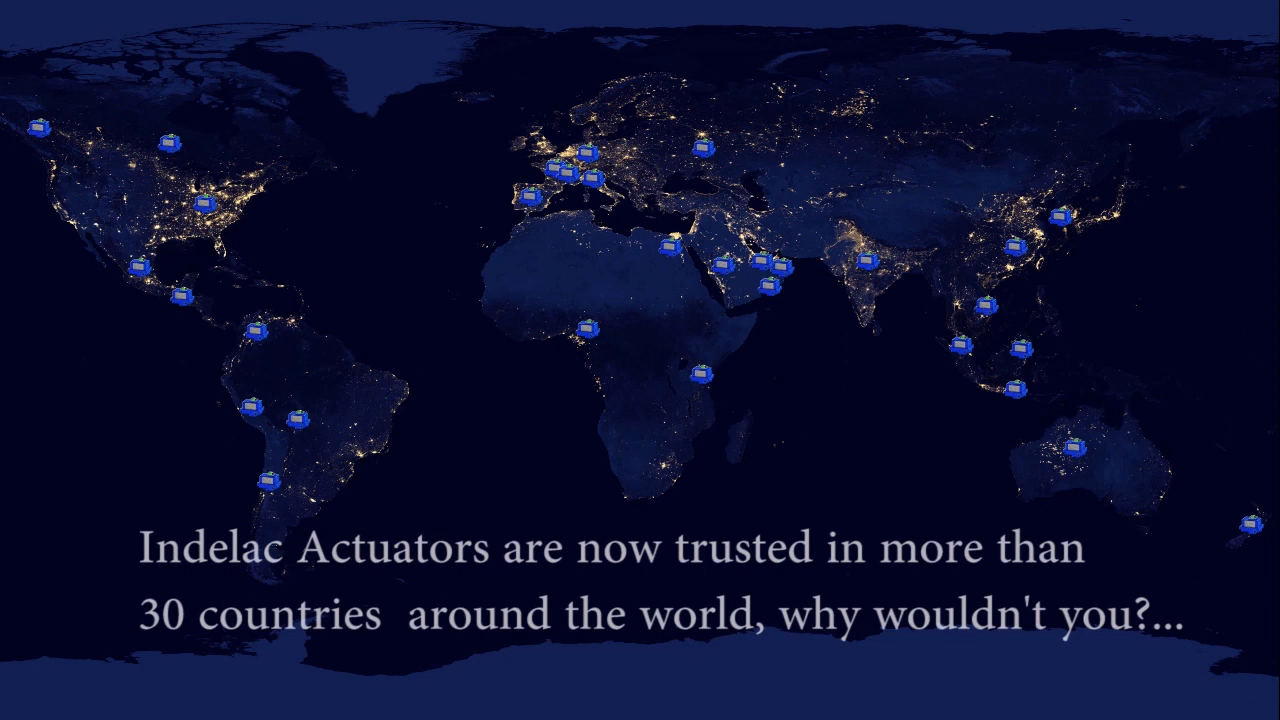 Indelac Actuators are now trusted in more than
30 countries  around the world, why wouldn't you?...